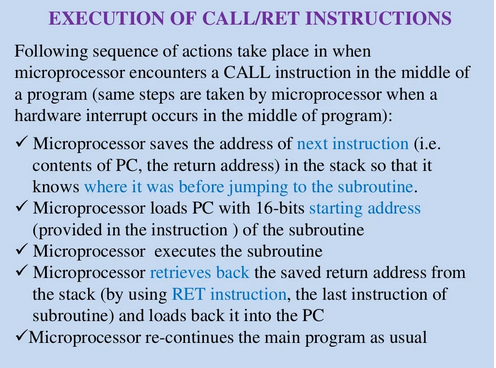 EXECUTION OF CALL/RET INSTRUCTIONS
Following sequence of actions take place in when
microprocessor encounters a CALL instruction in the middle of
a program (same steps are taken by microprocessor when a
hardware interrupt occurs in the middle of program):
✓ Microprocessor saves the address of next instruction (i.e.
contents of PC, the return address) in the stack so that it
knows where it was before jumping to the subroutine.
✓ Microprocessor loads PC with 16-bits starting address
(provided in the instruction ) of the subroutine
✓ Microprocessor  executes the subroutine
✓ Microprocessor retrieves back the saved return address from
the stack (by using RET instruction, the last instruction of
subroutine) and loads back it into the PC
✓Microprocessor re-continues the main program as usual